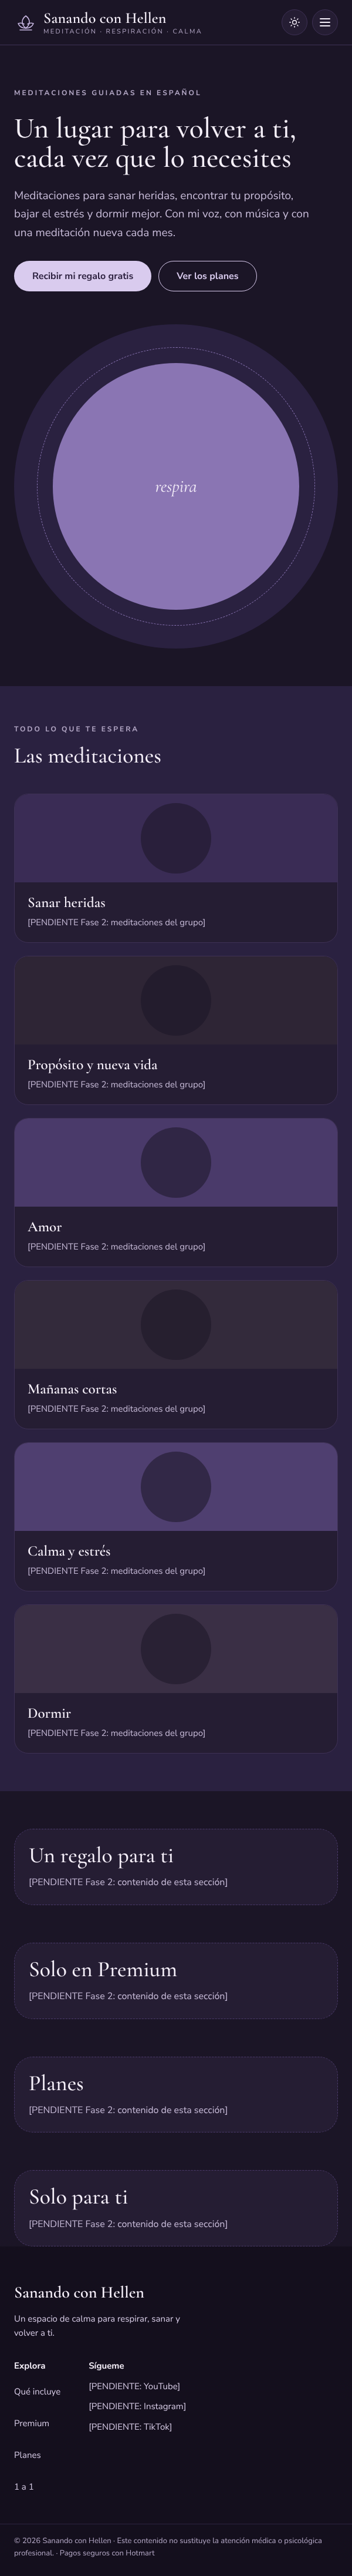 Sanando con Hellen
MEDITACIÓN · RESPIRACIÓN · CALMA
MEDITACIONES GUIADAS EN ESPAÑOL
Un lugar para volver a ti,
cada vez que lo necesites
Meditaciones para sanar heridas, encontrar tu propósito,
bajar el estrés y dormir mejor. Con mi voz, con música y con
una meditación nueva cada mes.
Recibir mi regalo gratis
Ver los planes
respira
TODO LO QUE TE ESPERA
Las meditaciones
Sanar heridas
[PENDIENTE Fase 2: meditaciones del grupo]
Propósito y nueva vida
[PENDIENTE Fase 2: meditaciones del grupo]
Amor
[PENDIENTE Fase 2: meditaciones del grupo]
Mañanas cortas
[PENDIENTE Fase 2: meditaciones del grupo]
Calma y estrés
[PENDIENTE Fase 2: meditaciones del grupo]
Dormir
[PENDIENTE Fase 2: meditaciones del grupo]
Un regalo para ti
[PENDIENTE Fase 2: contenido de esta sección]
Solo en Premium
[PENDIENTE Fase 2: contenido de esta sección]
Planes
[PENDIENTE Fase 2: contenido de esta sección]
Solo para ti
[PENDIENTE Fase 2: contenido de esta sección]
Sanando con Hellen
Un espacio de calma para respirar, sanar y
volver a ti.
Explora
Qué incluye
Premium
Planes
1 a 1
Sígueme
[PENDIENTE: YouTube]
[PENDIENTE: Instagram]
[PENDIENTE: TikTok]
© 2026 Sanando con Hellen · Este contenido no sustituye la atención médica o psicológica
profesional. · Pagos seguros con Hotmart